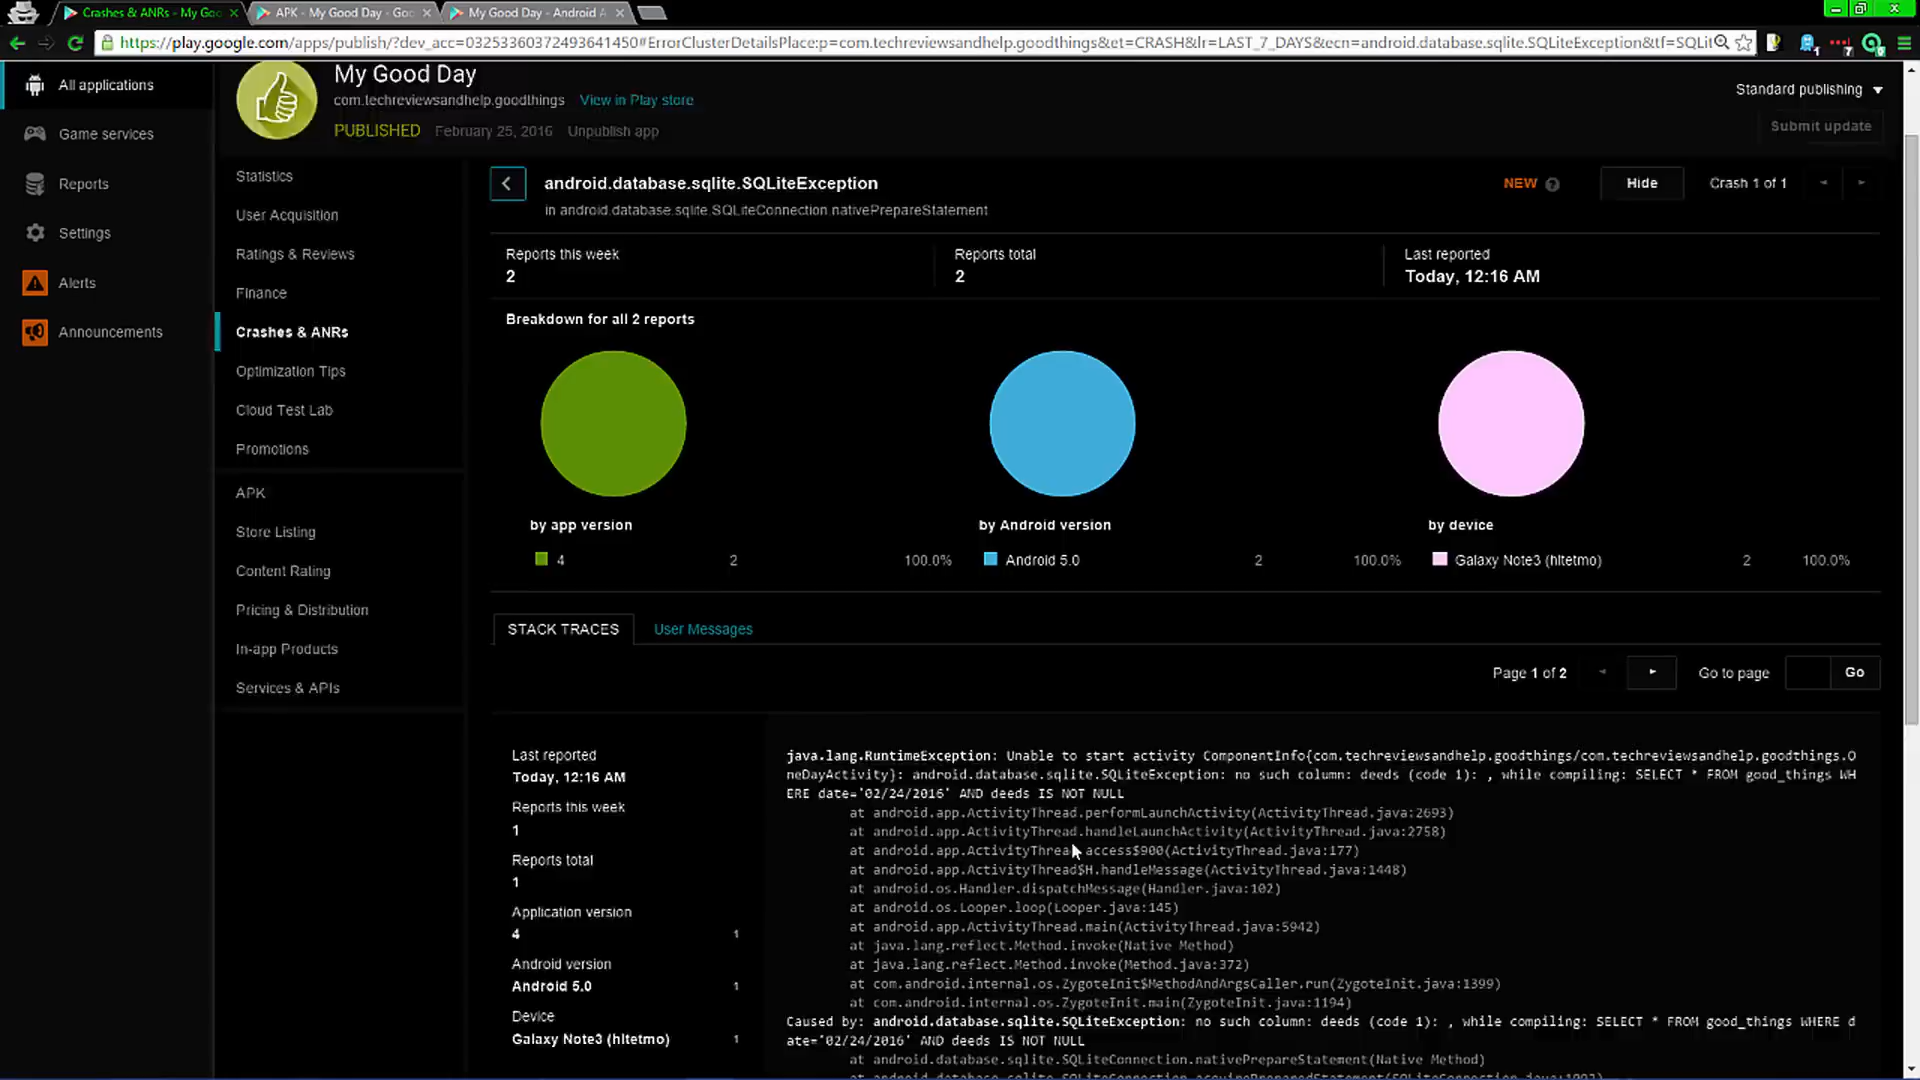 Crashes & ANRs - My Goo
APK - My Good Day - Goo
My Good Day - Android A
https://play.google.com/apps/publish/?dev_acc=03253360372493641450#ErrorClusterDetailsPlace:p=com.techreviewsandhelp.goodthings&et=CRASH&lr=LAST_7_DAYS&ecn=android.database.sqlite.SQLiteException&tf=SQLit
All applications
Game services
Reports
Settings
Alerts
Announcements
My Good Day
com.techreviewsandhelp.goodthings View in Play store
PUBLISHED February 25, 2016 Unpublish app
Standard publishing
Submit update
Statistics
User Acquisition
Ratings & Reviews
Finance
Crashes & ANRs
Optimization Tips
Cloud Test Lab
Promotions
APK
Store Listing
Content Rating
Pricing & Distribution
In-app Products
Services & APIs
android.database.sqlite.SQLiteException
in android.database.sqlite.SQLiteConnection.nativePrepareStatement
NEW ? Hide Crash 1 of 1
Reports this week
2
Reports total
2
Last reported
Today, 12:16 AM
Breakdown for all 2 reports
by app version
4 2 100.0%
by Android version
Android 5.0 2 100.0%
by device
Galaxy Note3 (hltetmo) 2 100.0%
STACK TRACES User Messages
Page 1 of 2 Go to page Go
Last reported
Today, 12:16 AM
Reports this week
1
Reports total
1
Application version
4 1
Android version
Android 5.0 1
Device
Galaxy Note3 (hltetmo) 1
java.lang.RuntimeException: Unable to start activity ComponentInfo{com.techreviewsandhelp.goodthings/com.techreviewsandhelp.goodthings.O
neDayActivity}: android.database.sqlite.SQLiteException: no such column: deeds (code 1): , while compiling: SELECT * FROM good_things WH
ERE date='02/24/2016' AND deeds IS NOT NULL
at android.app.ActivityThread.performLaunchActivity(ActivityThread.java:2693)
at android.app.ActivityThread.handleLaunchActivity(ActivityThread.java:2758)
at android.app.ActivityThread.access$900(ActivityThread.java:177)
at android.app.ActivityThread$H.handleMessage(ActivityThread.java:1448)
at android.os.Handler.dispatchMessage(Handler.java:102)
at android.os.Looper.loop(Looper.java:145)
at android.app.ActivityThread.main(ActivityThread.java:5942)
at java.lang.reflect.Method.invoke(Native Method)
at java.lang.reflect.Method.invoke(Method.java:372)
at com.android.internal.os.ZygoteInit$MethodAndArgsCaller.run(ZygoteInit.java:1399)
at com.android.internal.os.ZygoteInit.main(ZygoteInit.java:1194)
Caused by: android.database.sqlite.SQLiteException: no such column: deeds (code 1): , while compiling: SELECT * FROM good_things WHERE d
ate='02/24/2016' AND deeds IS NOT NULL
at android.database.sqlite.SQLiteConnection.nativePrepareStatement(Native Method)